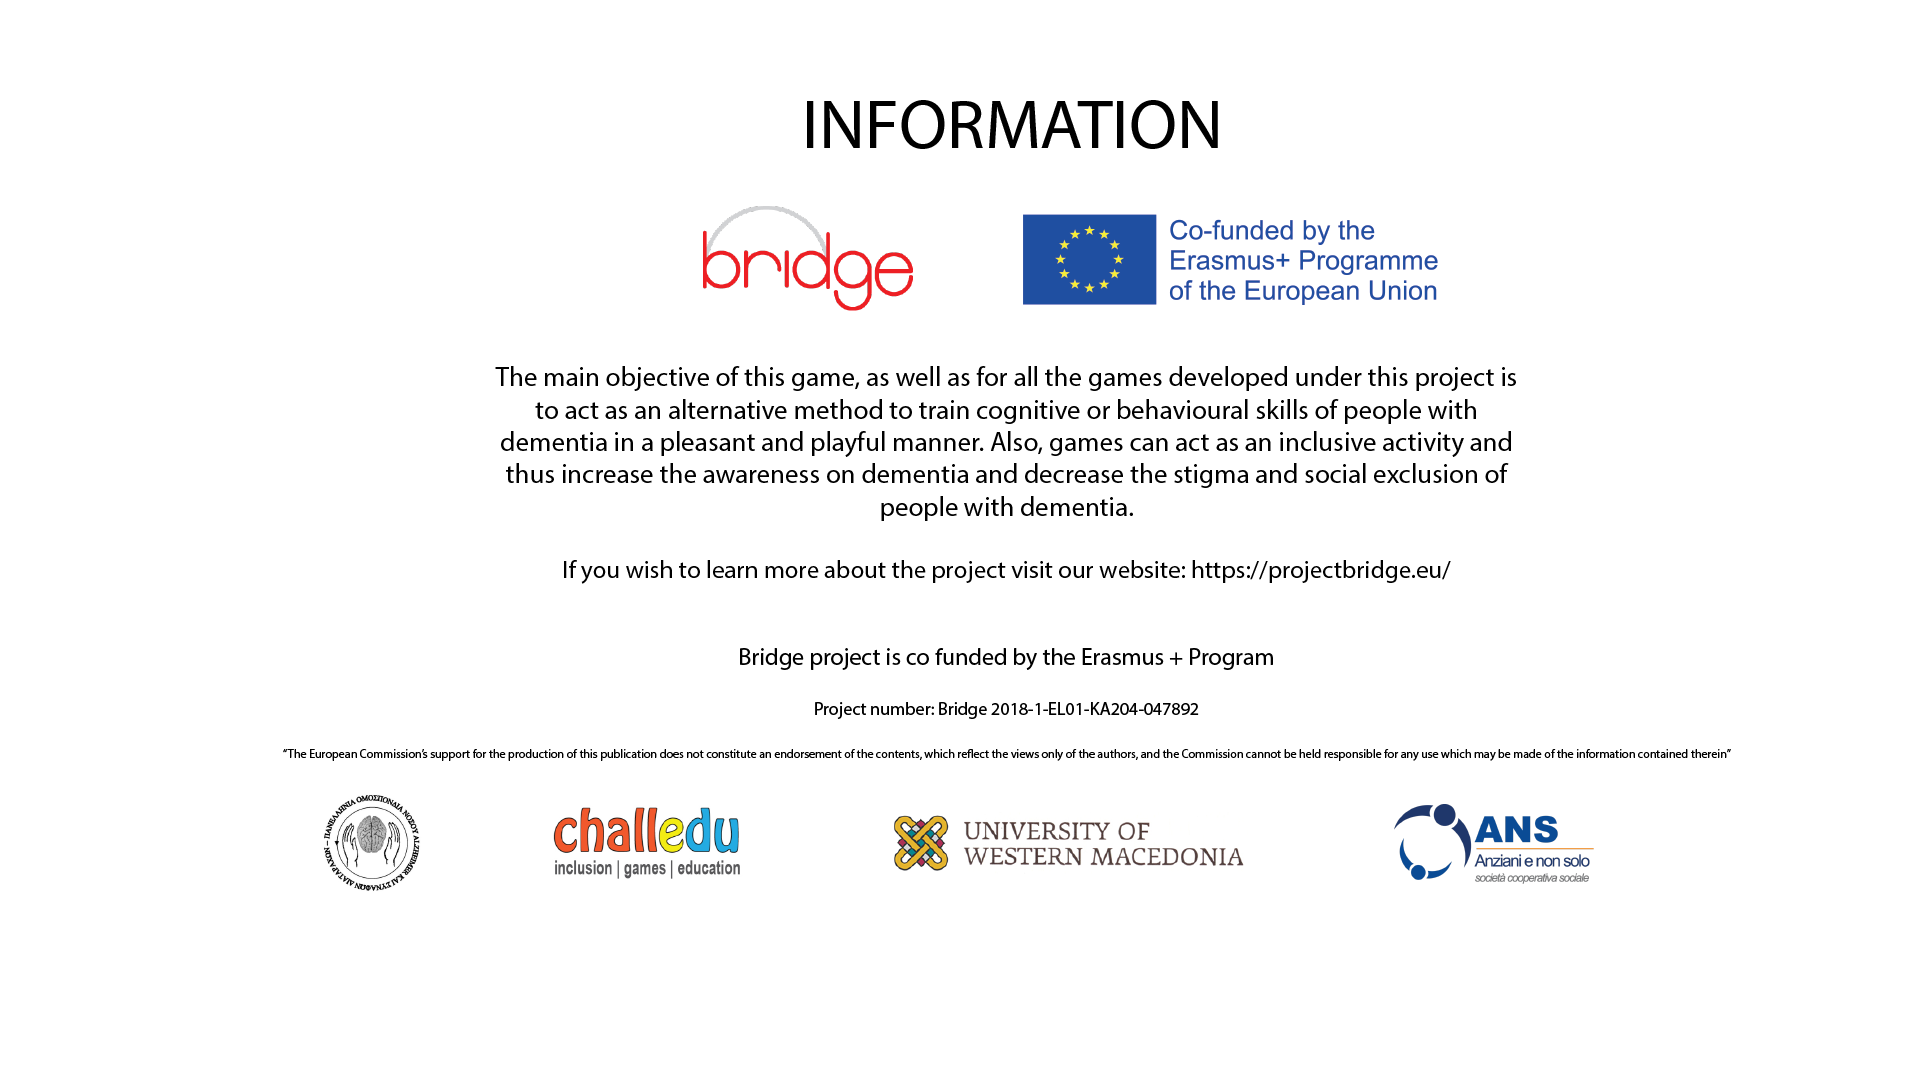 INFORMATION
bridge
Co-funded by the
Erasmus+ Programme
of the European Union
The main objective of this game, as well as for all the games developed under this project is
to act as an alternative method to train cognitive or behavioural skills of people with
dementia in a pleasant and playful manner. Also, games can act as an inclusive activity and
thus increase the awareness on dementia and decrease the stigma and social exclusion of
people with dementia.
If you wish to learn more about the project visit our website: https://projectbridge.eu/
Bridge project is co funded by the Erasmus + Program
Project number: Bridge 2018-1-EL01-KA204-047892
“The European Commission’s support for the production of this publication does not constitute an endorsement of the contents, which reflect the views only of the authors, and the Commission cannot be held responsible for any use which may be made of the information contained therein”
ΠΑΝΕΛΛΗΝΙΑ ΟΜΟΣΠΟΝΔΙΑ ΝΟΣΟΥ ALZHEIMER ΚΑΙ ΣΥΝΑΦΩΝ ΔΙΑΤΑΡΑΧΩΝ –
challedu
inclusion | games | education
UNIVERSITY OF
WESTERN MACEDONIA
ANS
Anziani e non solo
società cooperativa sociale